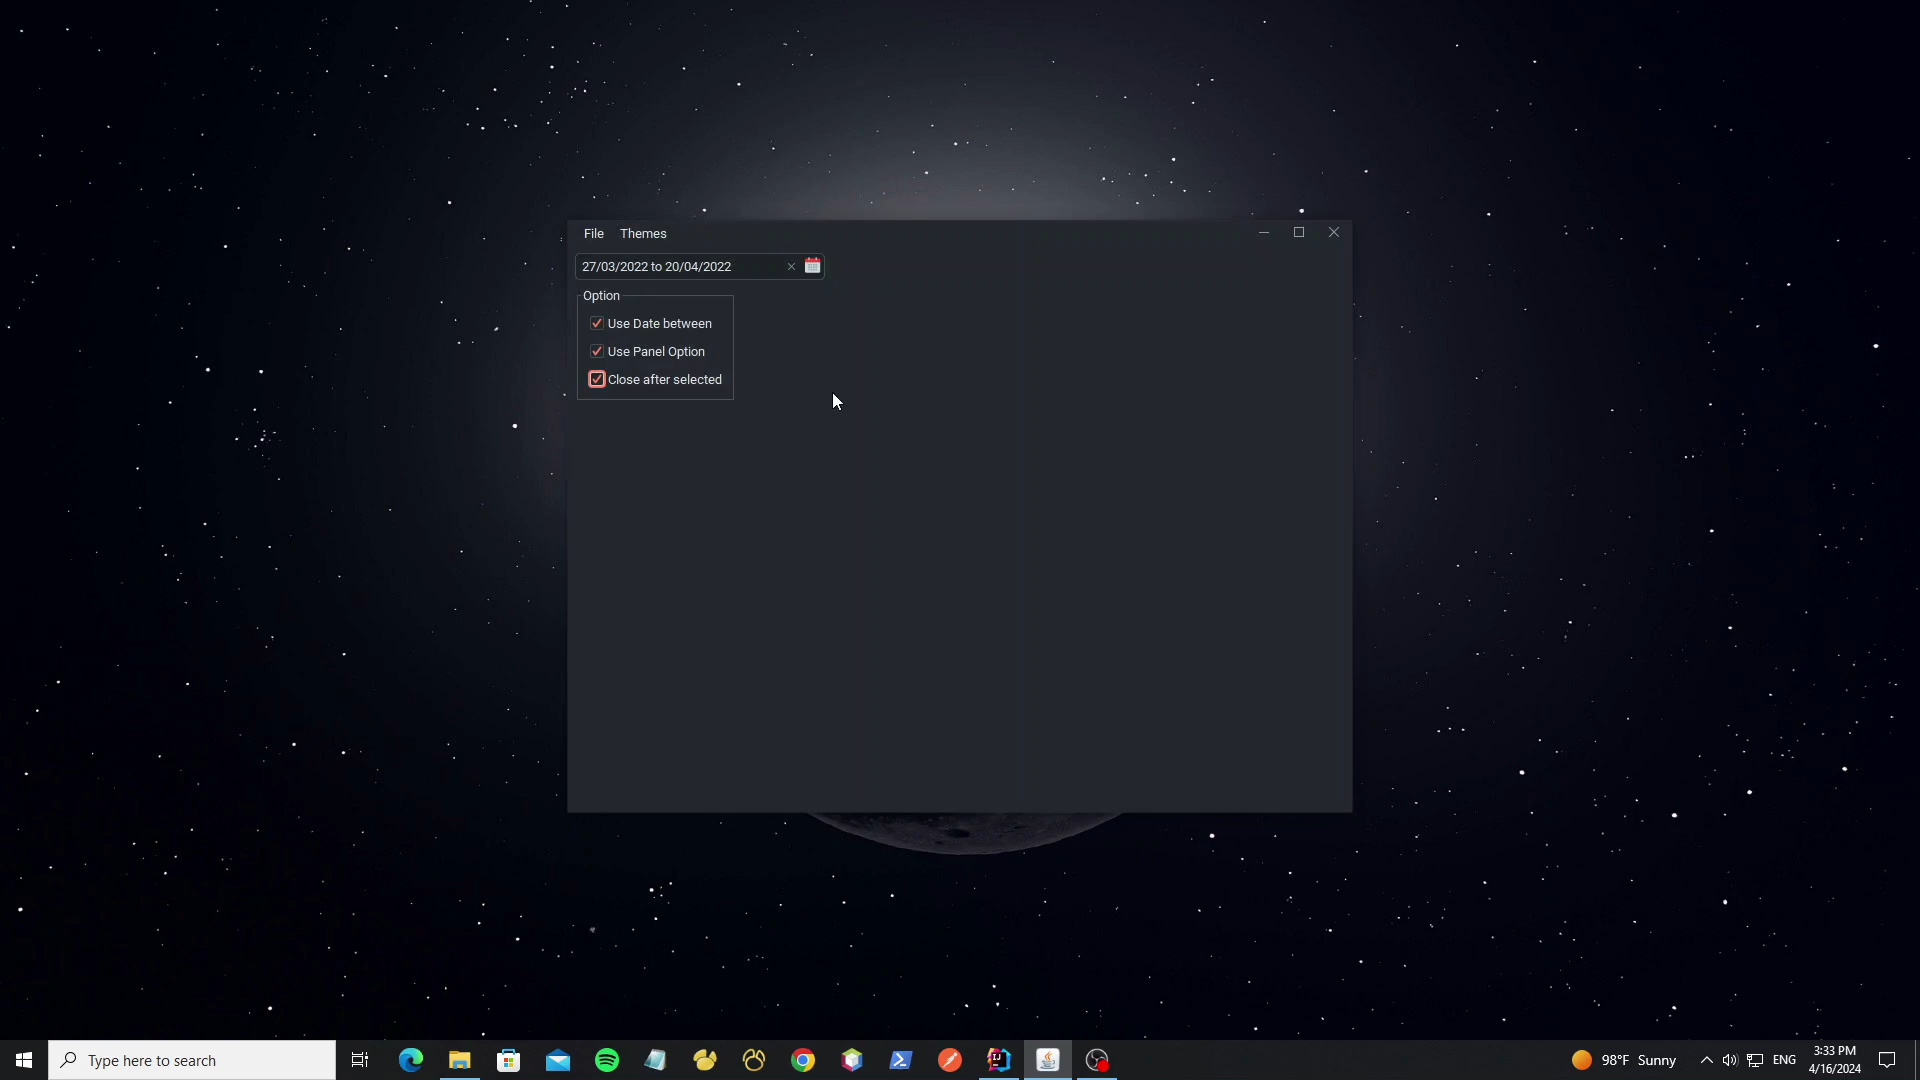 File Themes
27/03/2022 to 20/04/2022
Option
Use Date between
Use Panel Option
Close after selected
Type here to search
98°F Sunny
ENG
3:33 PM
4/16/2024